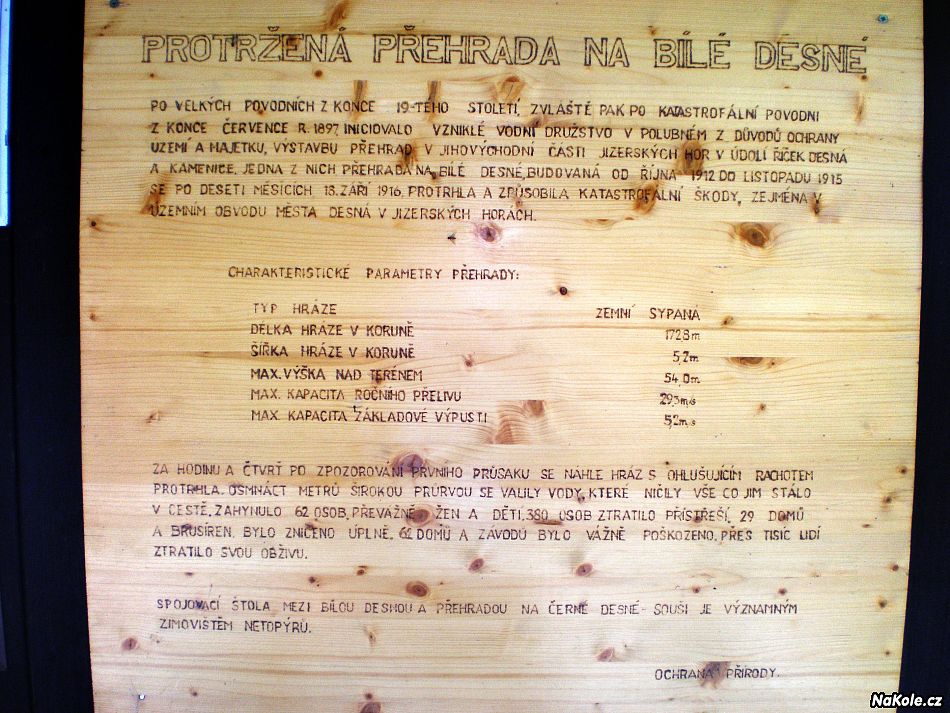 PROTRŽENÁ PŘEHRADA NA BÍLÉ DESNÉ
PO VELKÝCH POVODNÍCH Z KONCE 19-TÉHO STOLETÍ, ZVLÁŠTĚ PAK PO KATASTROFÁLNÍ POVODNI
Z KONCE ČERVENCE R. 1897, INICIOVALO VZNIKLÉ VODNÍ DRUŽSTVO V POLUBNÉM Z DŮVODŮ OCHRANY
ÚZEMÍ A MAJETKU, VÝSTAVBU PŘEHRAD V JIHOVÝCHODNÍ ČÁSTI JIZERSKÝCH HOR V ÚDOLÍ ŘÍČEK DESNÁ
A KAMENICE. JEDNA Z NICH PŘEHRADA NA BÍLÉ DESNÉ, BUDOVANÁ OD ŘÍJNA 1912 DO LISTOPADU 1915
SE PO DESETI MĚSÍCÍCH, 18. ZÁŘÍ 1916, PROTRHLA A ZPŮSOBILA KATASTROFÁLNÍ ŠKODY, ZEJMÉNA V
ÚZEMNÍM OBVODU MĚSTA DESNÁ V JIZERSKÝCH HORÁCH.
CHARAKTERISTICKÉ PARAMETRY PŘEHRADY:
TYP HRÁZE ZEMNÍ SYPANÁ
DÉLKA HRÁZE V KORUNĚ 172,8 m
ŠÍŘKA HRÁZE V KORUNĚ 5,2 m
MAX. VÝŠKA NAD TERÉNEM 54,0 m
MAX. KAPACITA ROČNÍHO PŘELIVU 29,3 m/s
MAX. KAPACITA ZÁKLADOVÉ VÝPUSTI 5,2 m/s
ZA HODINU A ČTVRŤ PO ZPOZOROVÁNÍ PRVNÍHO PRŮSAKU SE NÁHLE HRÁZ S OHLUŠUJÍCÍM RACHOTEM
PROTRHLA. OSMNÁCT METRŮ ŠIROKOU PRŮRVOU SE VALILY VODY, KTERÉ NIČILY VŠE CO JIM STÁLO
V CESTĚ. ZAHYNULO 62 OSOB, PŘEVÁŽNĚ ŽEN A DĚTÍ, 380 OSOB ZTRATILO PŘÍSTŘEŠÍ, 29 DOMŮ
A BRUSÍREN, BYLO ZNIČENO ÚPLNĚ, 62 DOMŮ A ZÁVODŮ BYLO VÁŽNĚ POŠKOZENO. PŘES TISÍC LIDÍ
ZTRATILO SVOU OBŽIVU.
SPOJOVACÍ ŠTOLA MEZI BÍLOU DESNOU A PŘEHRADOU NA ČERNÉ DESNÉ - SOUŠI JE VÝZNAMNÝM
ZIMOVIŠTĚM NETOPÝRŮ.
OCHRANA PŘÍRODY.
NaKole.cz